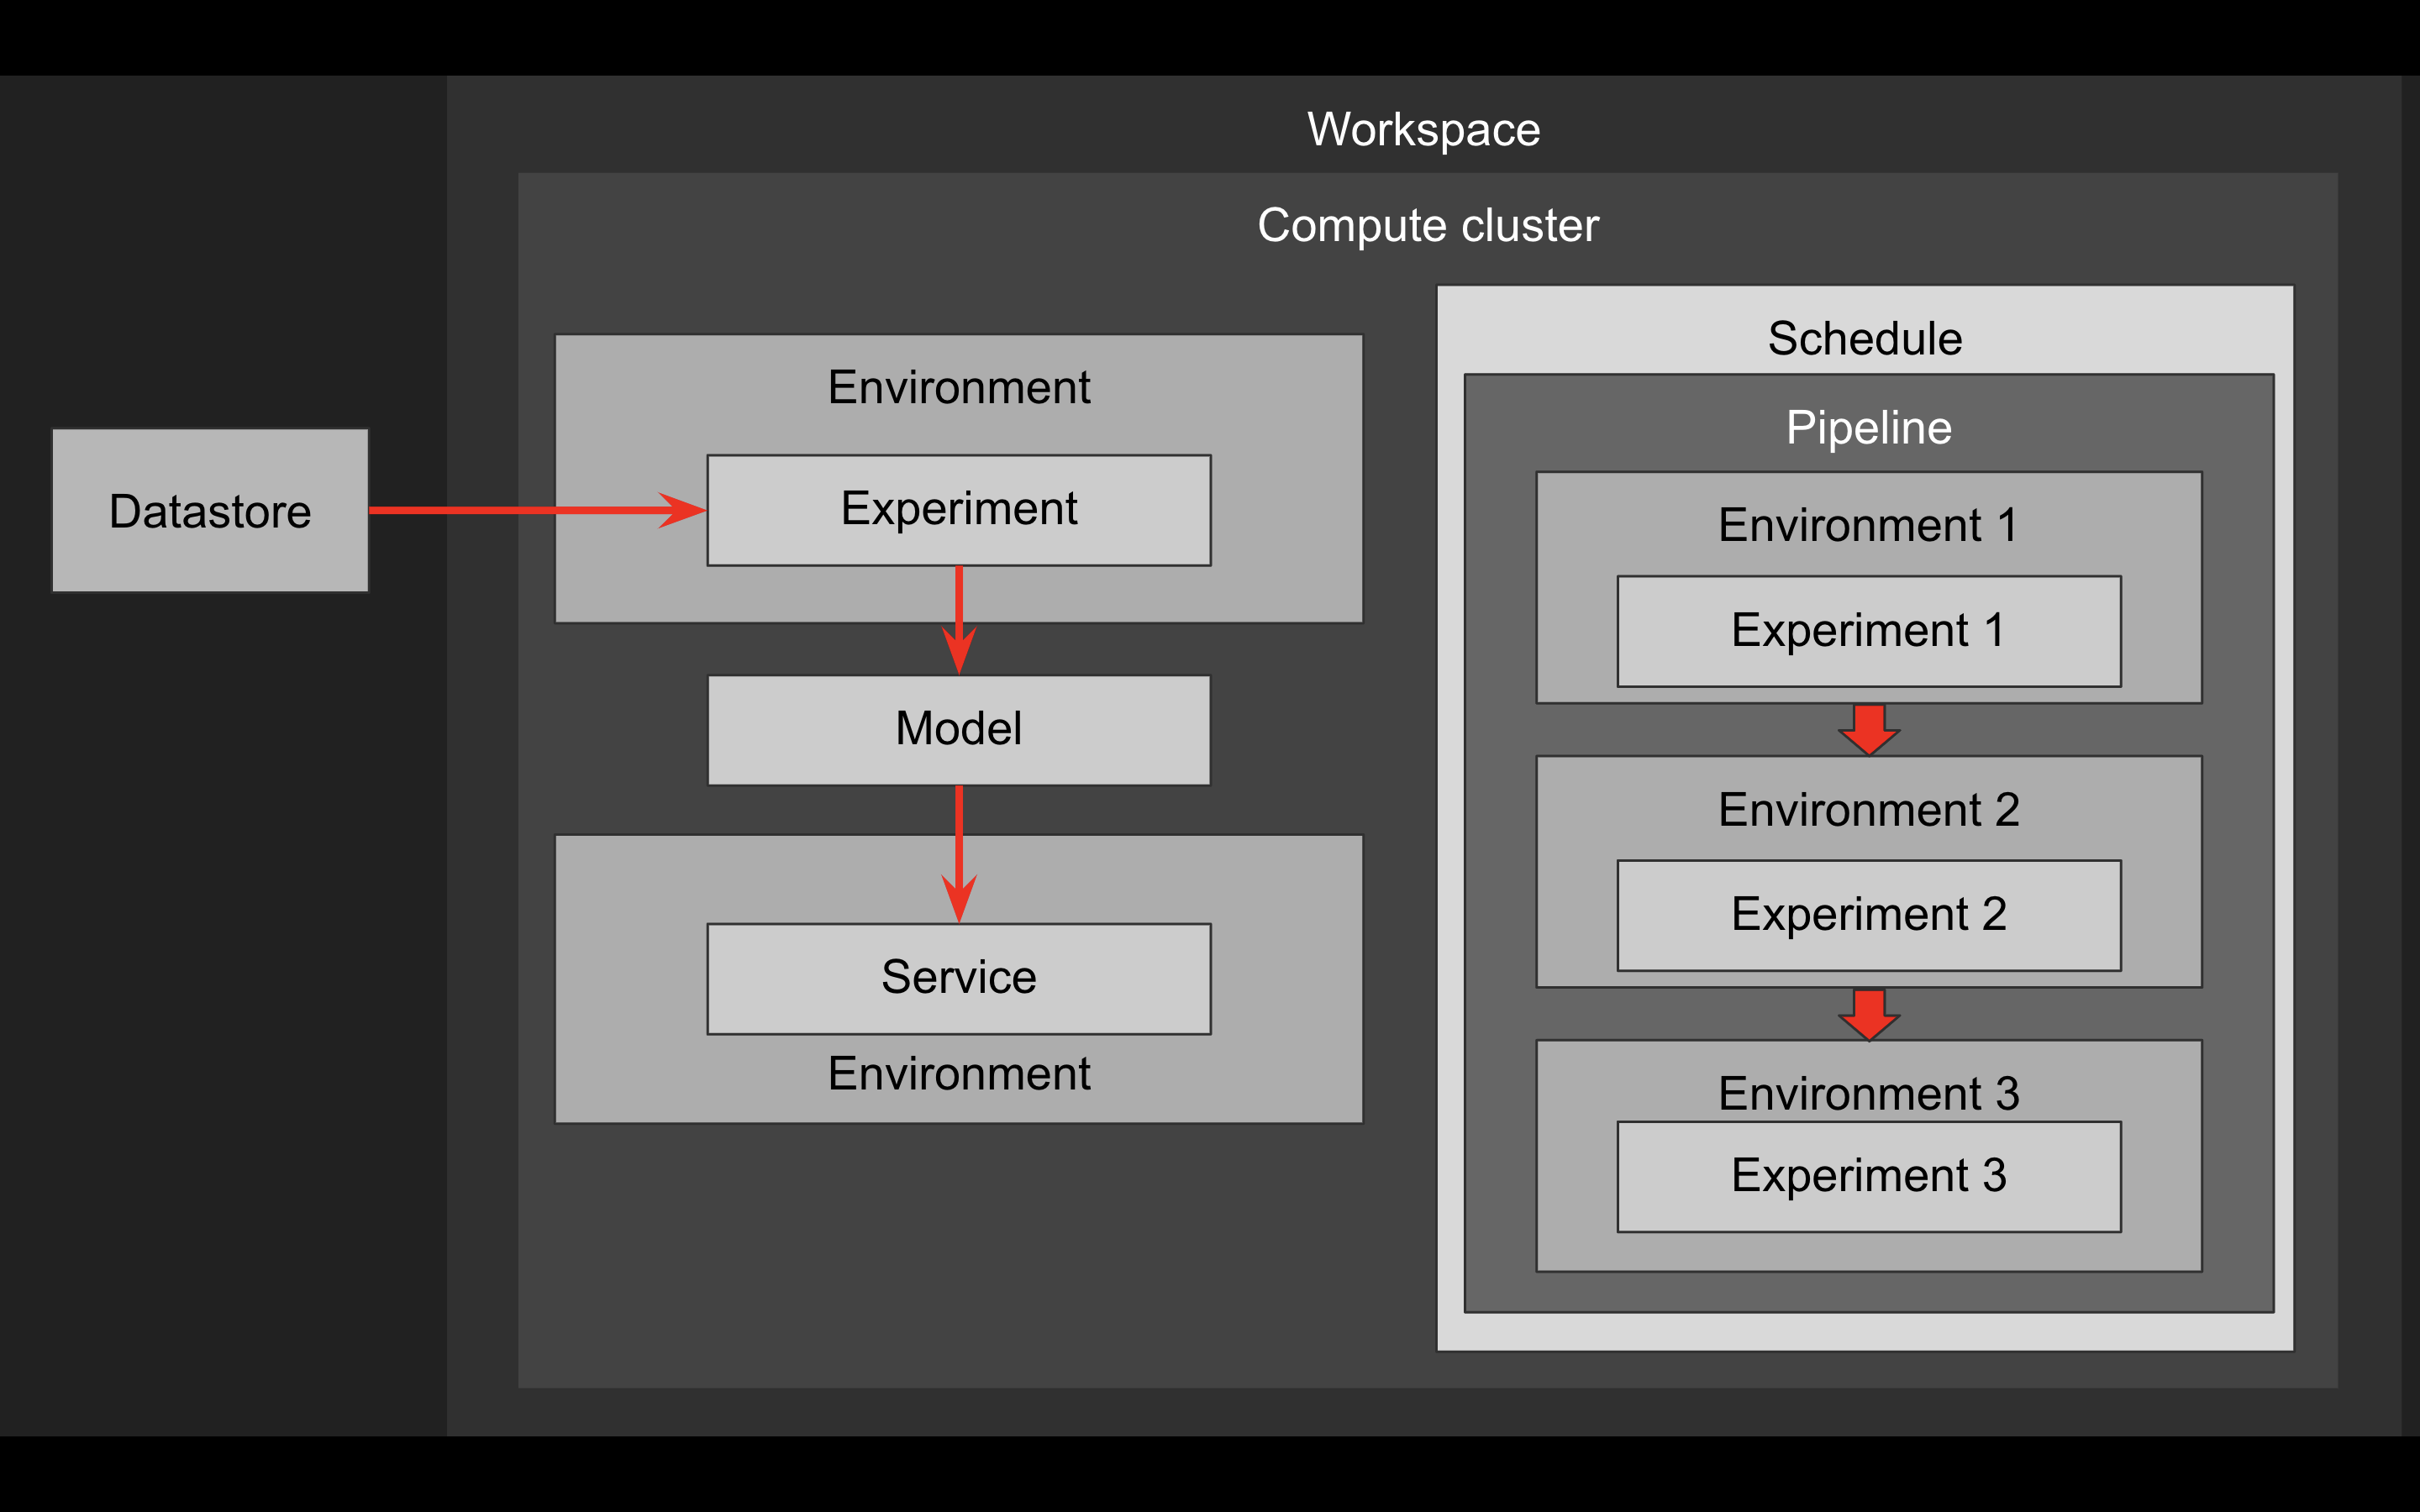 Workspace
Compute cluster
Datastore
Environment
Experiment
Model
Service
Environment
Schedule
Pipeline
Environment 1
Experiment 1
Environment 2
Experiment 2
Environment 3
Experiment 3